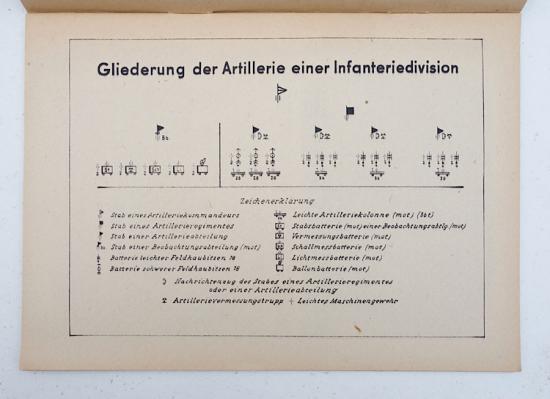 Gliederung der Artillerie einer Infanteriedivision
Zeichenerklärung
Stab eines Artilleriekommandeurs
Stab eines Artillerieregimentes
Stab einer Artillerieabteilung
Stab einer Beobachtungsabteilung (mot)
Batterie leichter Feldhaubitzen 18
Batterie schwerer Feldhaubitzen 18
Leichte Artilleriekolonne (mot) (36t)
Stabsbatterie (mot) einer Beobachtungsabtlg (mot)
Vermessungsbatterie (mot)
Schallmessbatterie (mot)
Lichtmessbatterie (mot)
Ballonbatterie (mot)
Nachrichtenzug des Stabes eines Artillerieregimentes
oder einer Artillerieabteilung
Artillerievermessungstrupp
Leichtes Maschinengewehr